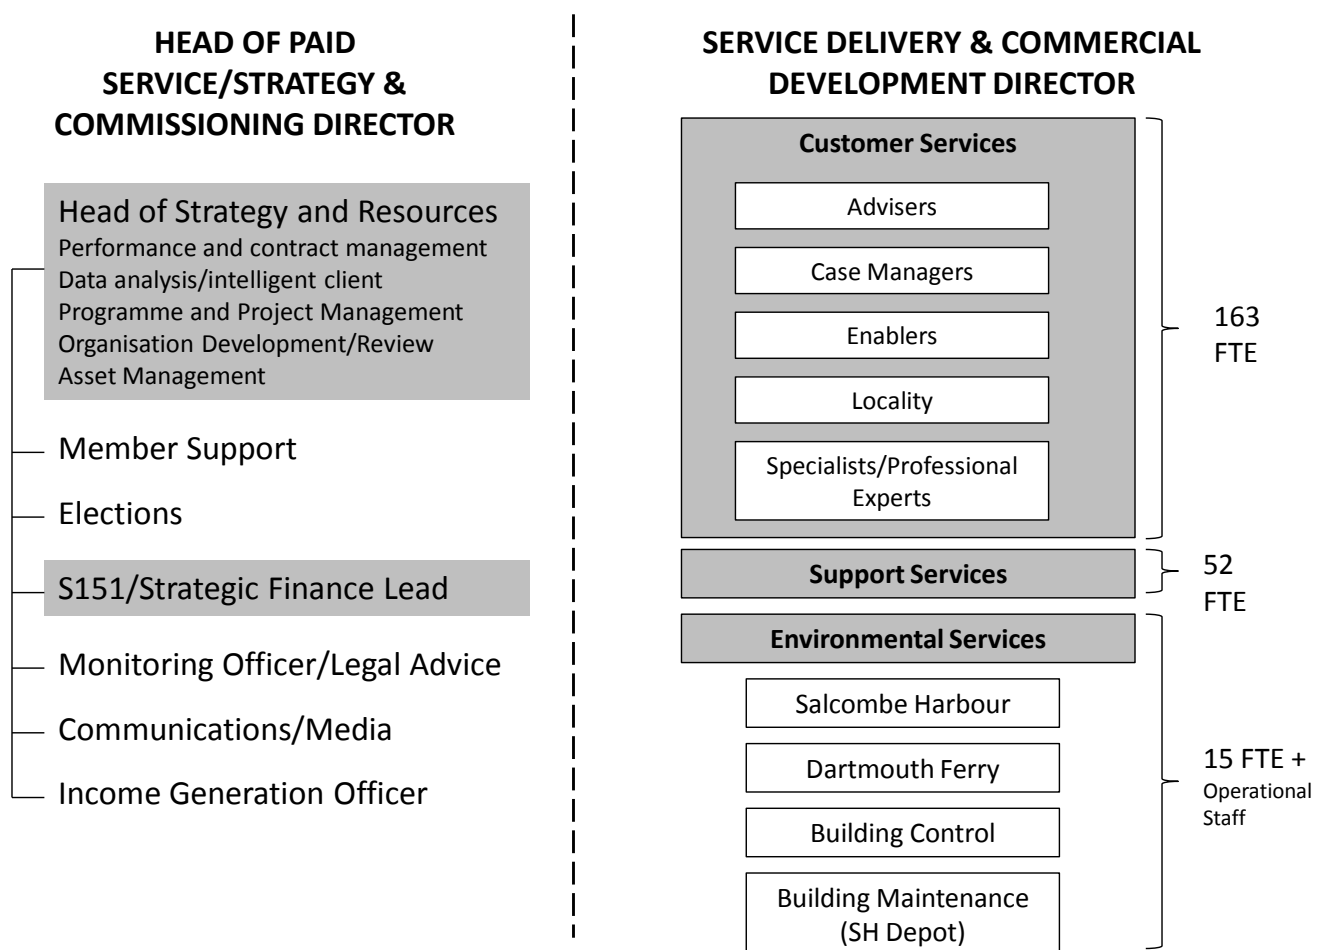 HEAD OF PAID
SERVICE/STRATEGY &
COMMISSIONING DIRECTOR
Head of Strategy and Resources
Performance and contract management
Data analysis/intelligent client
Programme and Project Management
Organisation Development/Review
Asset Management
Member Support
Elections
S151/Strategic Finance Lead
Monitoring Officer/Legal Advice
Communications/Media
Income Generation Officer
SERVICE DELIVERY & COMMERCIAL
DEVELOPMENT DIRECTOR
Customer Services
Advisers
Case Managers
Enablers
Locality
Specialists/Professional
Experts
163
FTE
Support Services
52
FTE
Environmental Services
Salcombe Harbour
Dartmouth Ferry
Building Control
Building Maintenance
(SH Depot)
15 FTE +
Operational
Staff